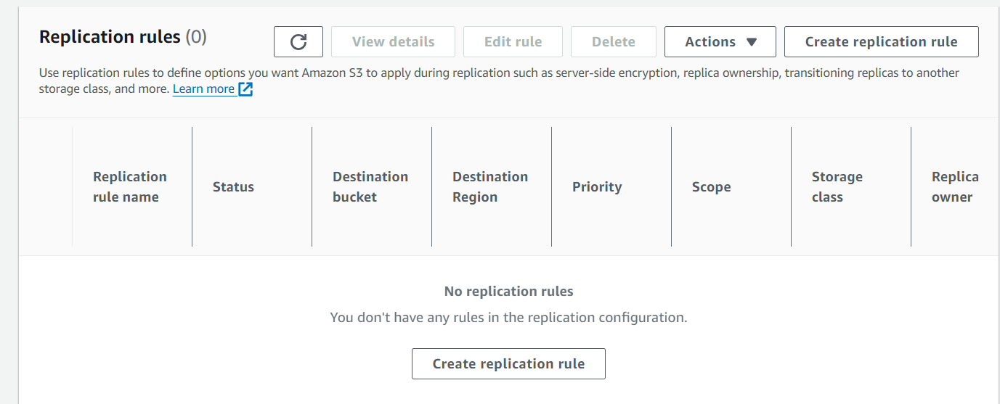 Replication rules (0)
View details
Edit rule
Delete
Actions
Create replication rule
Use replication rules to define options you want Amazon S3 to apply during replication such as server-side encryption, replica ownership, transitioning replicas to another
storage class, and more. Learn more
Replication
rule name
Status
Destination
bucket
Destination
Region
Priority
Scope
Storage
class
Replica
owner
No replication rules
You don't have any rules in the replication configuration.
Create replication rule